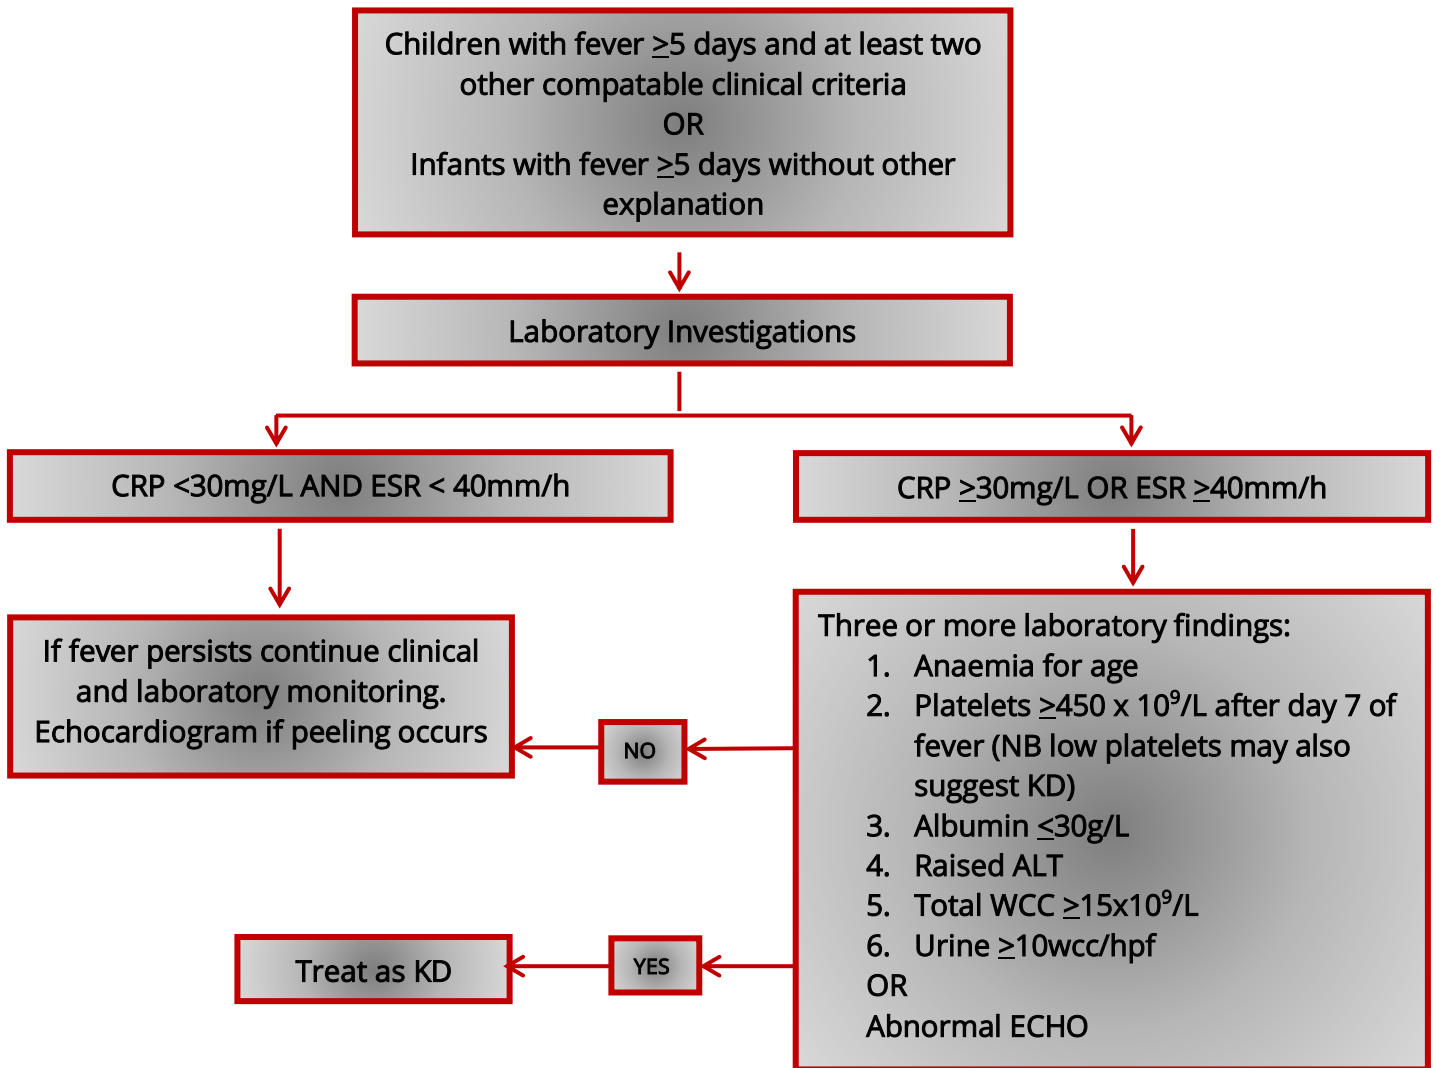 Children with fever ≥5 days and at least two
other compatable clinical criteria
OR
Infants with fever ≥5 days without other
explanation
Laboratory Investigations
CRP <30mg/L AND ESR < 40mm/h
CRP ≥30mg/L OR ESR ≥40mm/h
If fever persists continue clinical
and laboratory monitoring.
Echocardiogram if peeling occurs
NO
Three or more laboratory findings:
1. Anaemia for age
2. Platelets ≥450 x 10⁹/L after day 7 of
fever (NB low platelets may also
suggest KD)
3. Albumin ≤30g/L
4. Raised ALT
5. Total WCC ≥15x10⁹/L
6. Urine ≥10wcc/hpf
OR
Abnormal ECHO
YES
Treat as KD